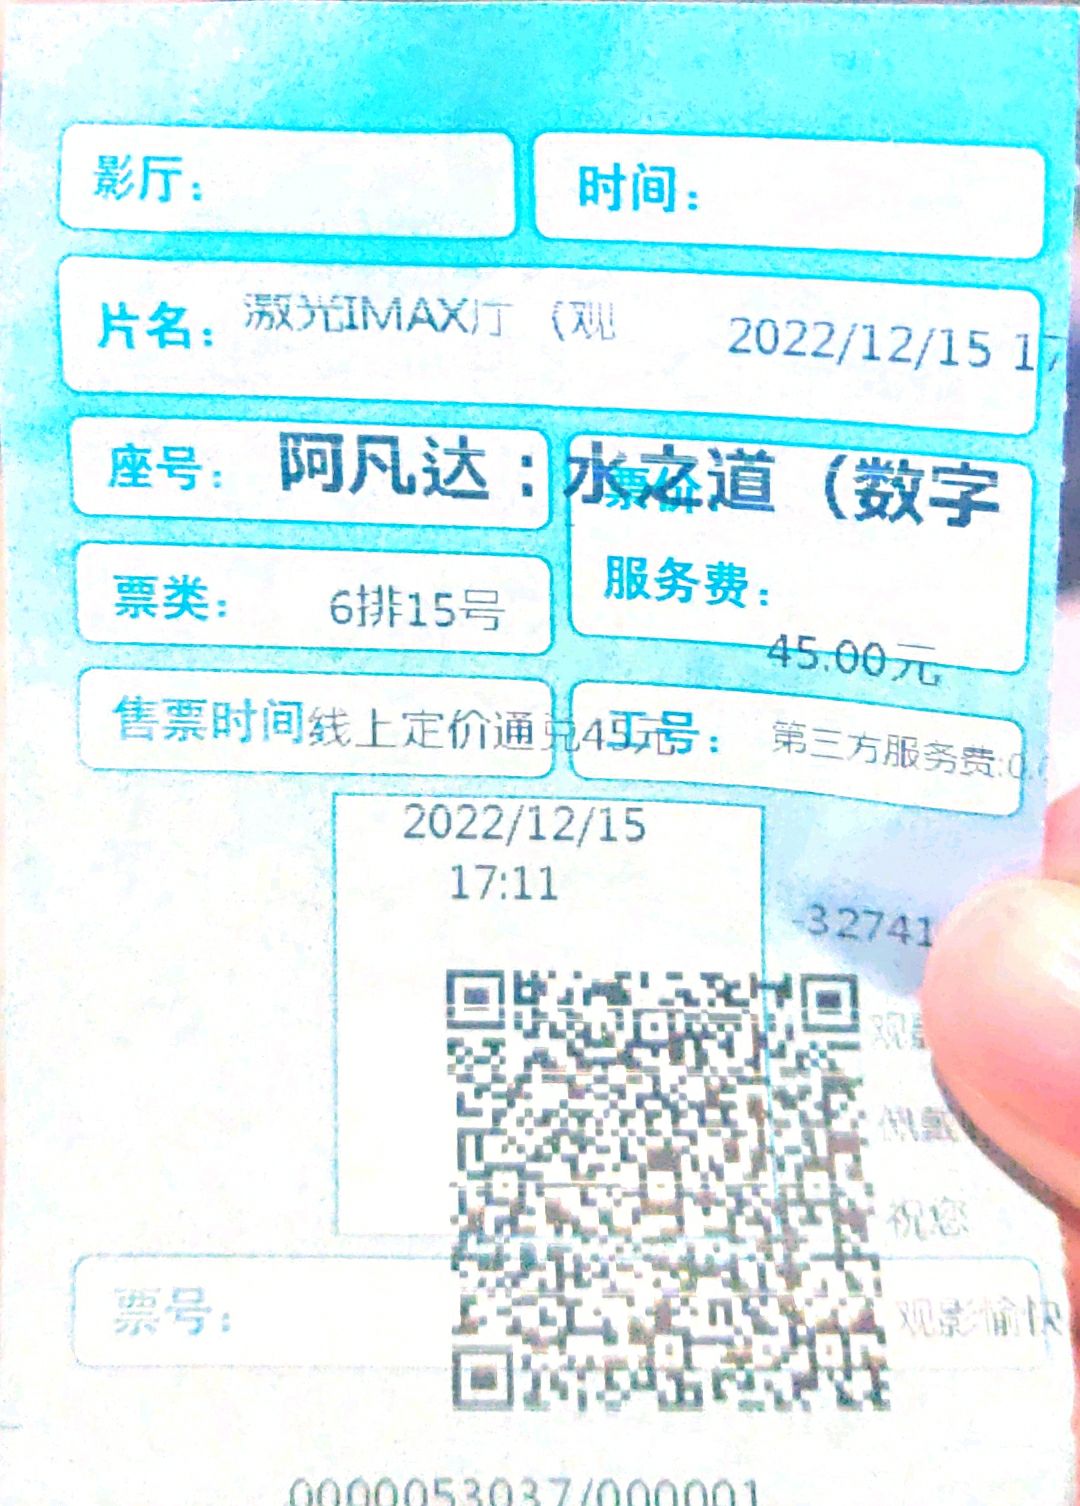 影厅： 时间：
片名： 激光IMAX厅 （观 2022/12/15 17
座号： 阿凡达：水之道（数字
票价：
票类： 6排15号 服务费：
45.00元
售票时间 线上定价通兑45元 工号： 第三方服务费:0.
2022/12/15
17:11
-32741
祝您
票号： 观影愉快
0000053037/000001